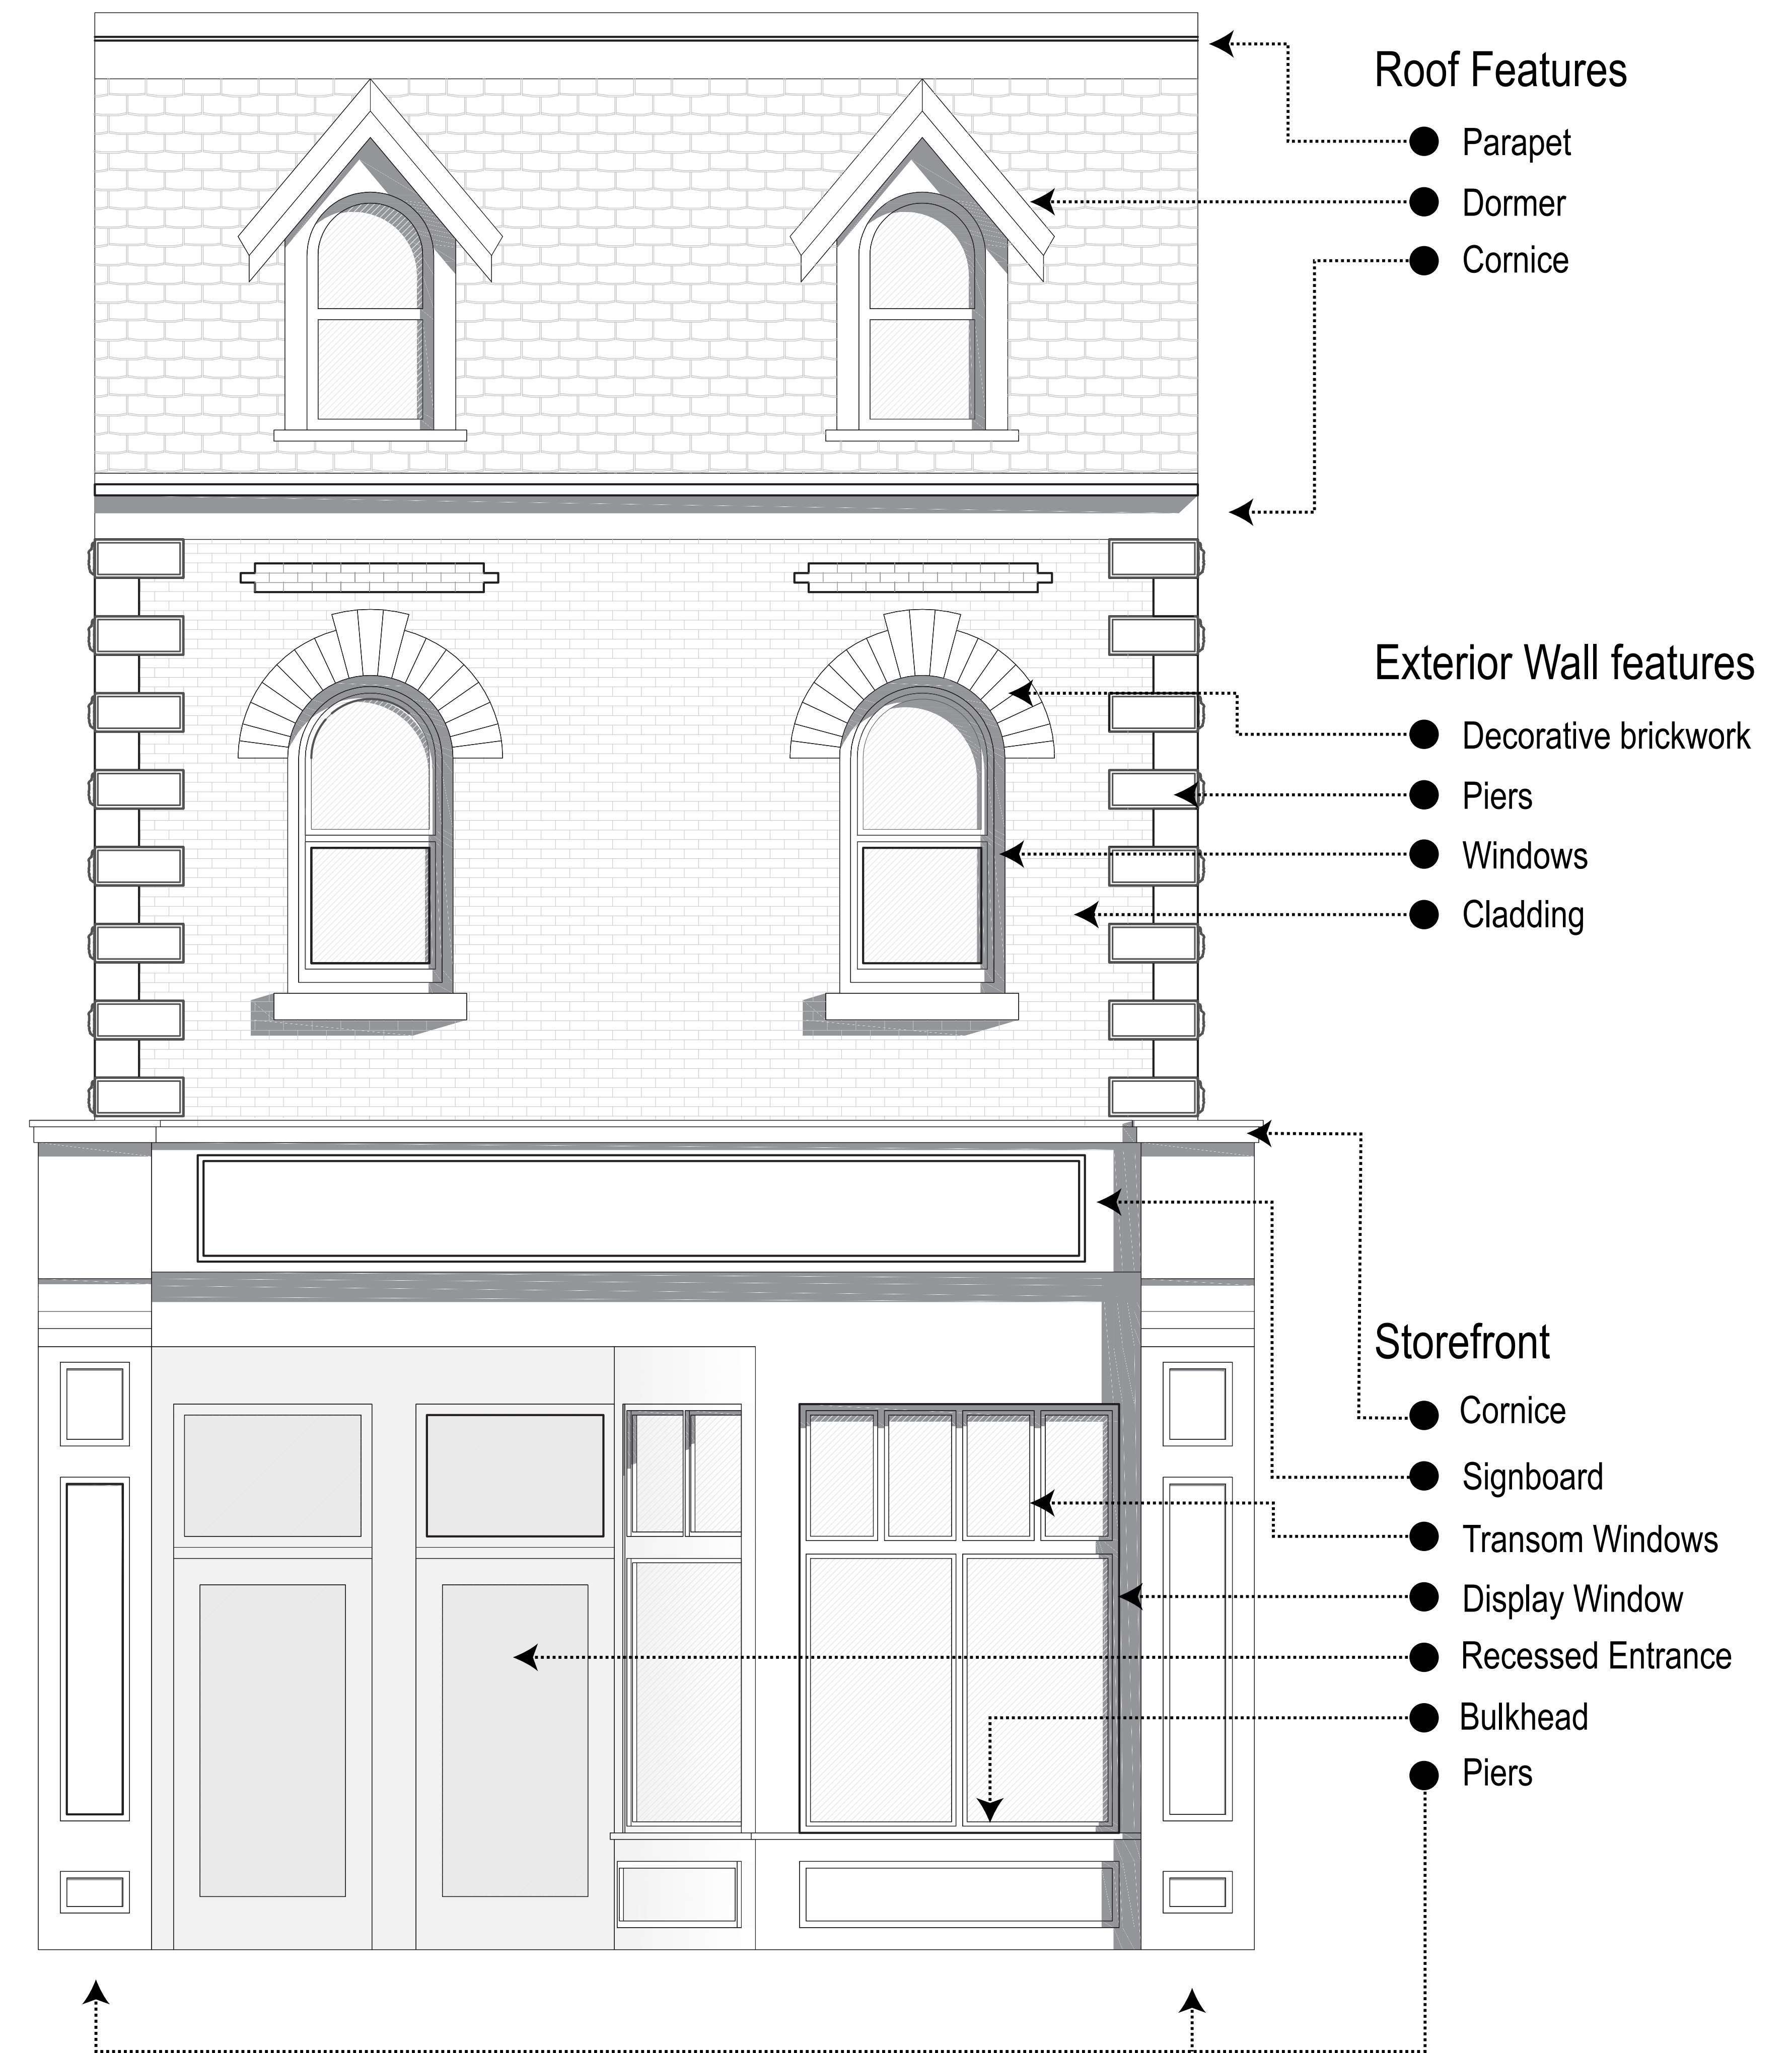 Roof Features
Parapet
Dormer
Cornice
Exterior Wall features
Decorative brickwork
Piers
Windows
Cladding
Storefront
Cornice
Signboard
Transom Windows
Display Window
Recessed Entrance
Bulkhead
Piers